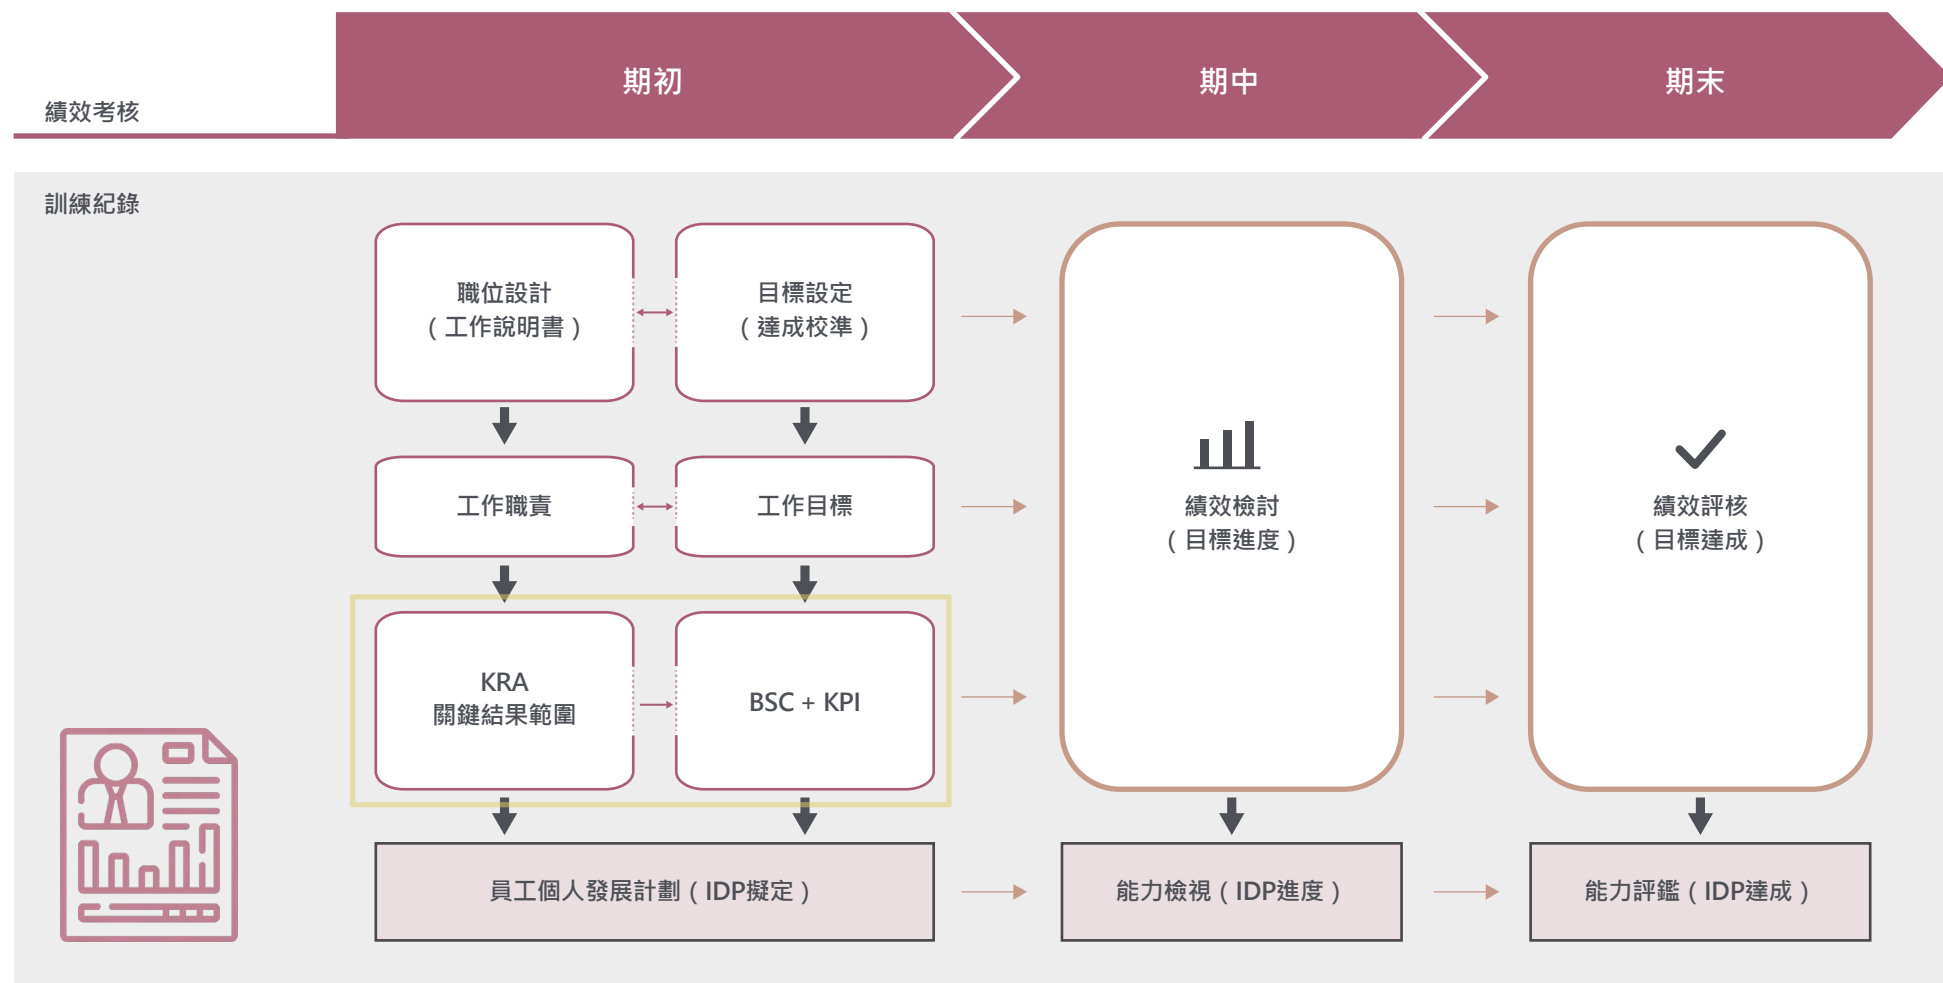 績效考核
期初
期中
期末
訓練紀錄
職位設計
（工作說明書）
目標設定
（達成校準）
工作職責
工作目標
KRA
關鍵結果範圍
BSC + KPI
績效檢討
（目標進度）
績效評核
（目標達成）
員工個人發展計劃（IDP擬定）
能力檢視（IDP進度）
能力評鑑（IDP達成）